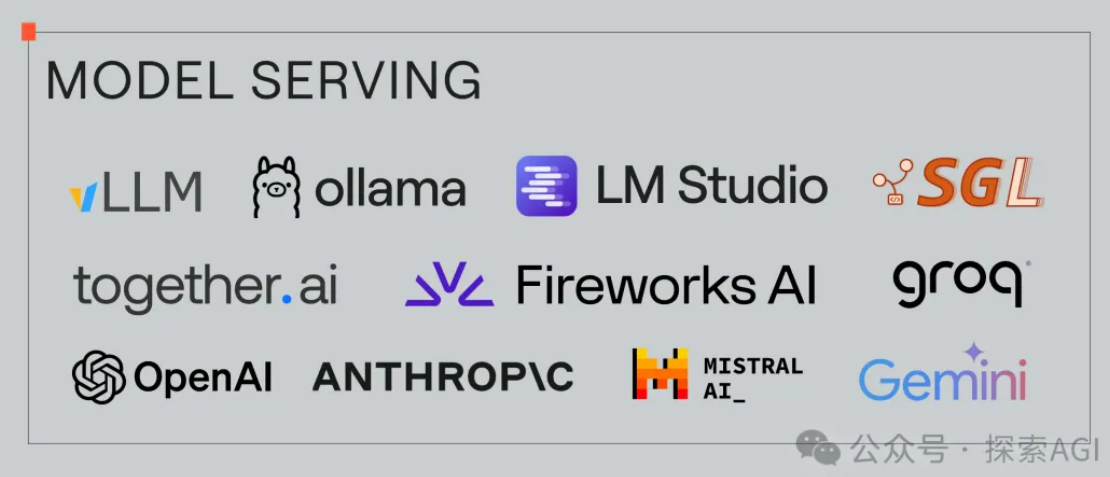 MODEL SERVING
vLLM ollama LM Studio SGL
together.ai Fireworks AI groq
OpenAI ANTHROP\C MISTRAL AI_ Gemini
公众号 · 探索AGI